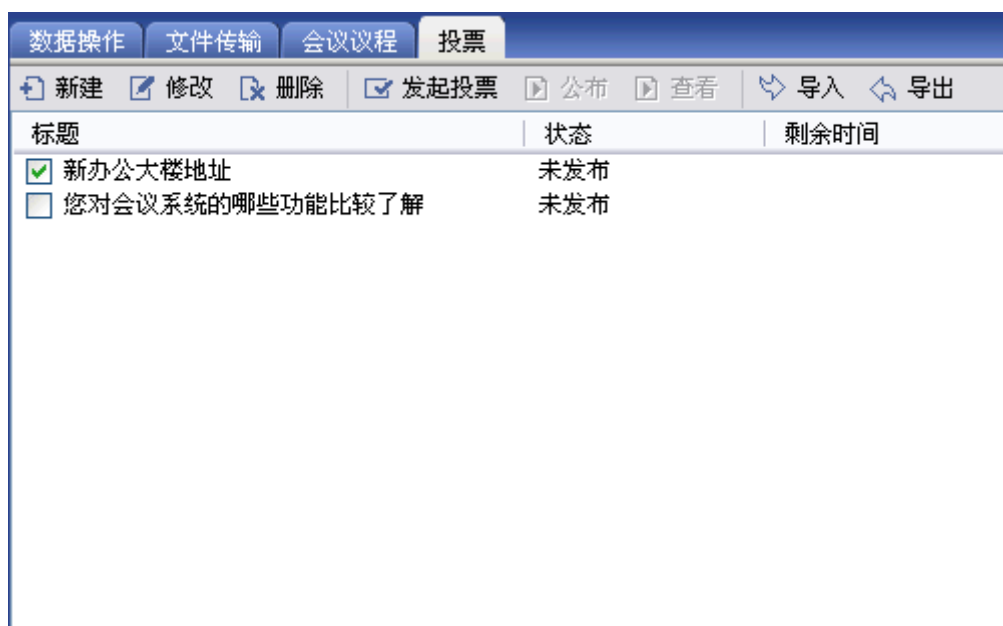 数据操作 文件传输 会议议程 投票
新建 修改 删除 发起投票 公布 查看 导入 导出
标题 状态 剩余时间
新办公大楼地址 未发布
您对会议系统的哪些功能比较了解 未发布